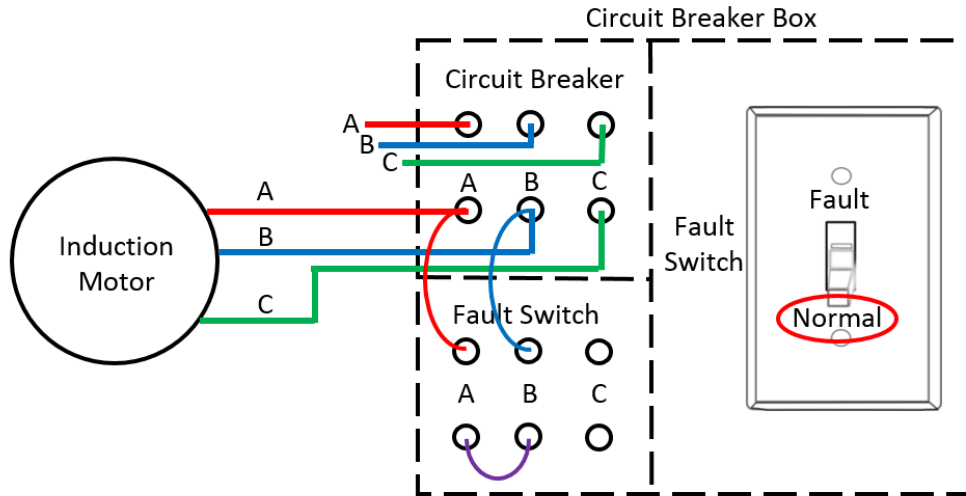 Circuit Breaker Box
Circuit Breaker
A
B
C
A B C
A
B
C
Induction
Motor
Fault Switch
A B C
Fault
Switch
Fault
Normal